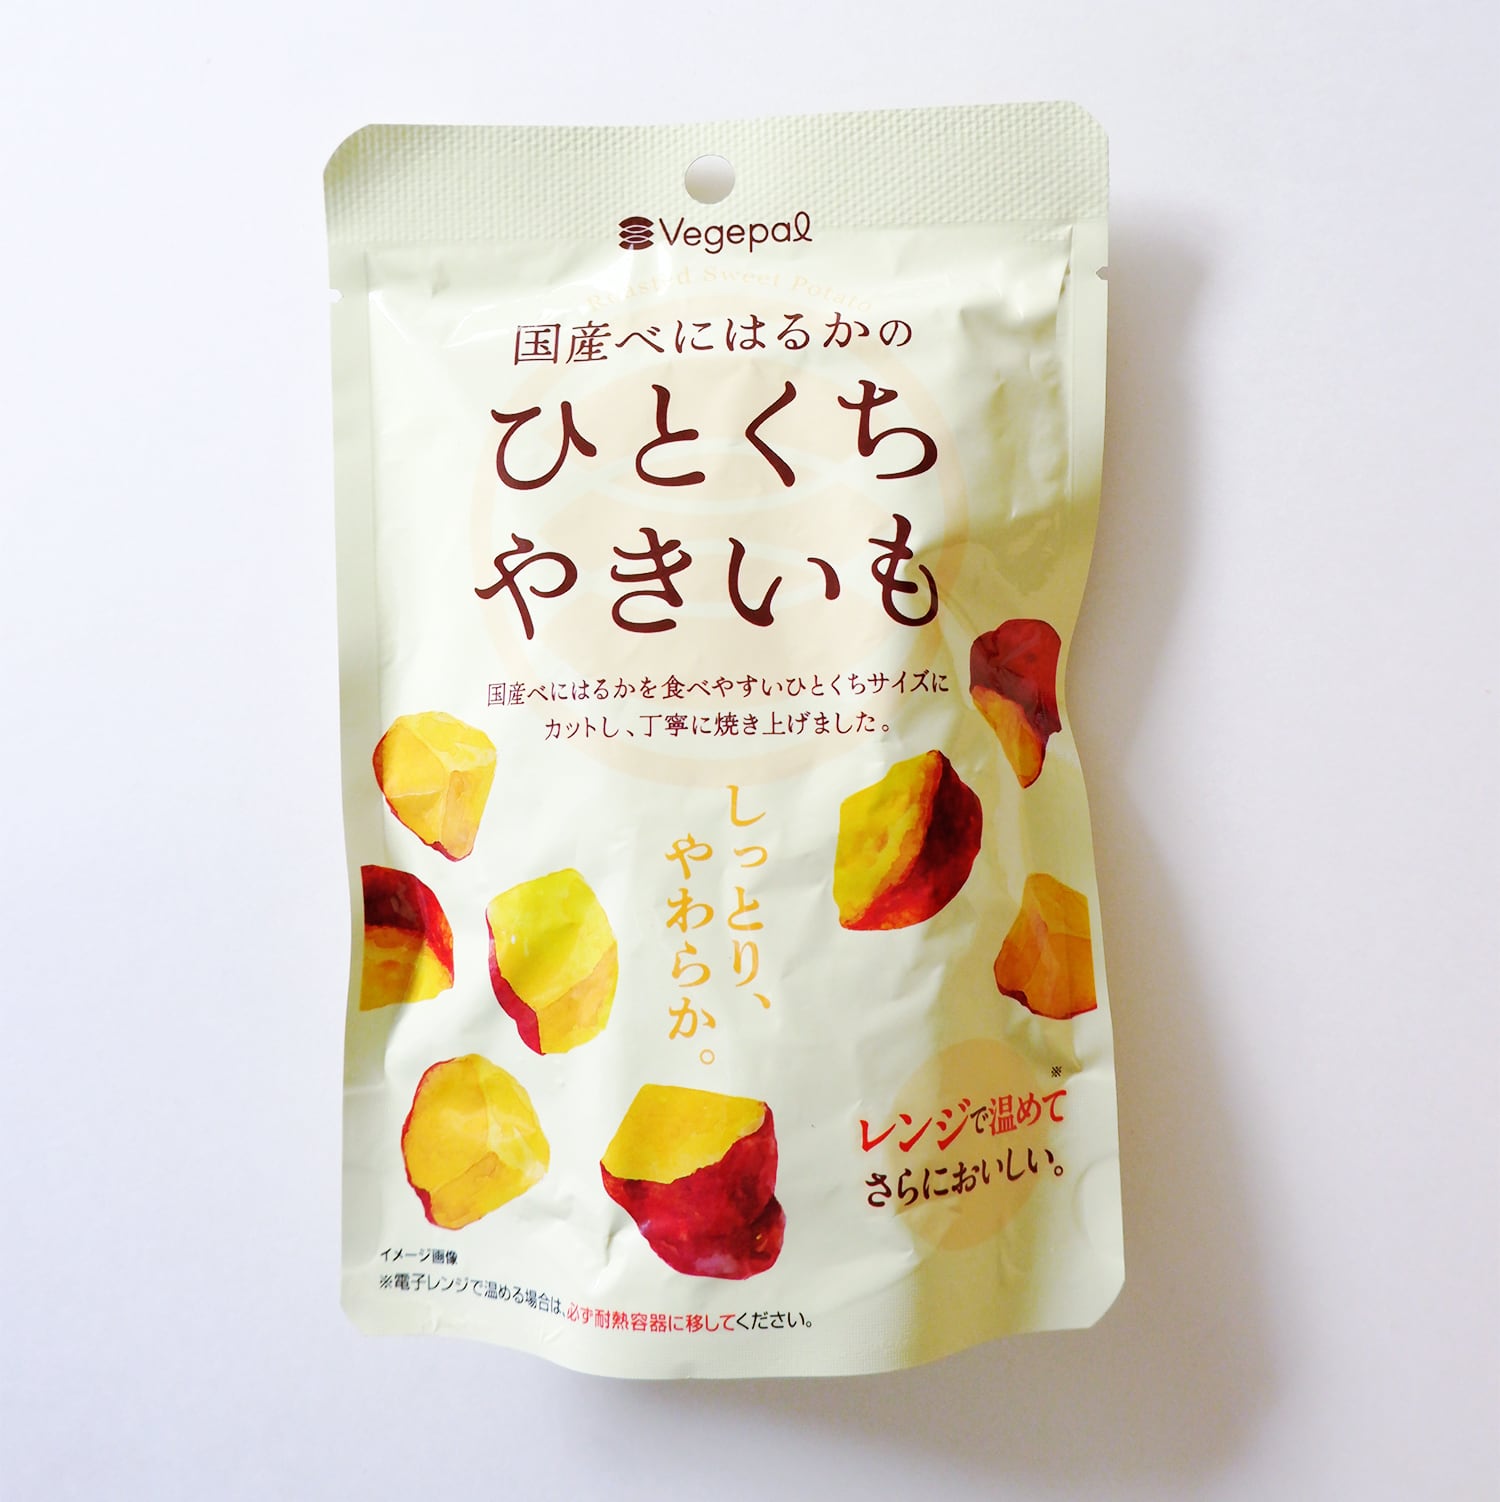 Vegepal
Roasted Sweet Potato
国産べにはるかの
ひとくち
やきいも
国産べにはるかを食べやすいひとくちサイズに
カットし、丁寧に焼き上げました。
しっとり、
やわらか。
※
レンジで温めて
さらにおいしい。
イメージ画像
※電子レンジで温める場合は、必ず耐熱容器に移してください。